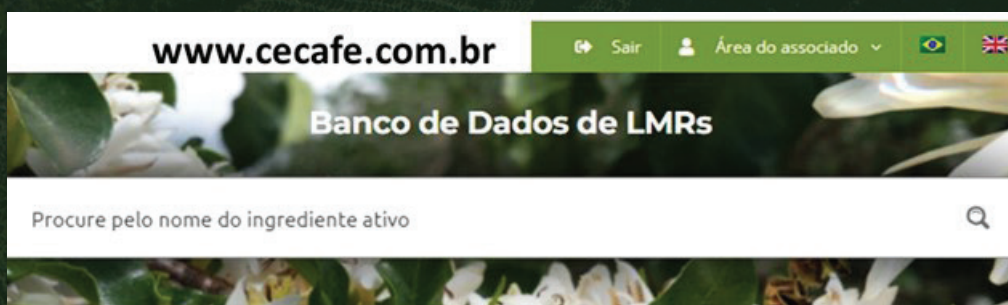 www.cecafe.com.br
Sair
Área do associado
Banco de Dados de LMRs
Procure pelo nome do ingrediente ativo